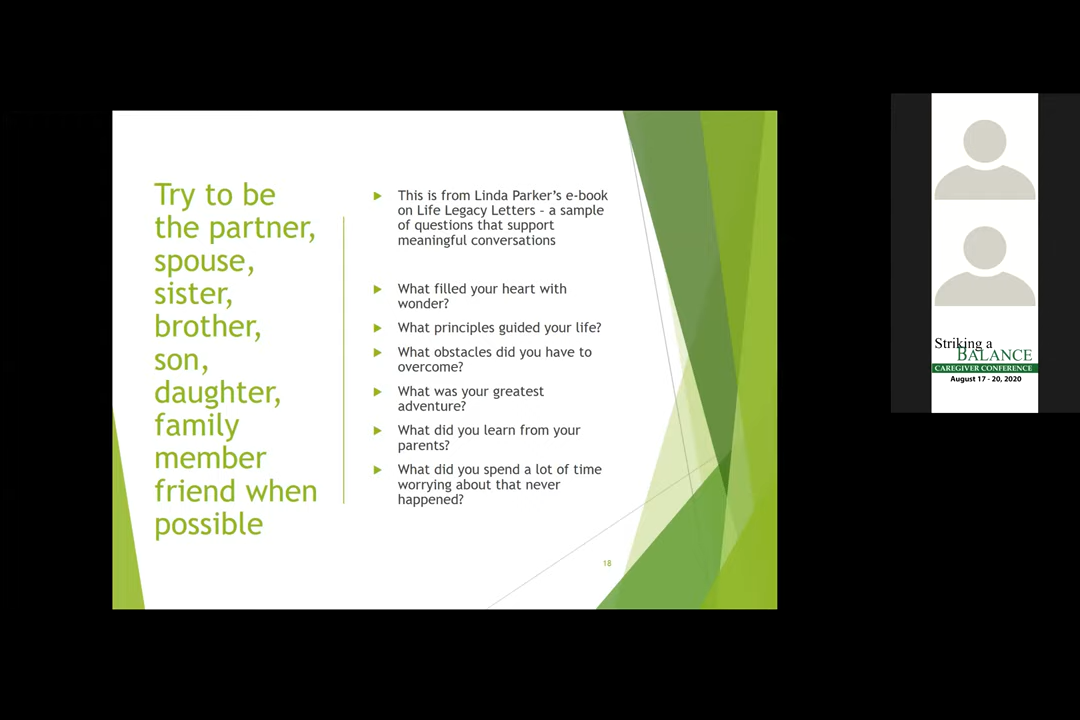 Try to be
the partner,
spouse,
sister,
brother,
son,
daughter,
family
member
friend when
possible
This is from Linda Parker's e-book
on Life Legacy Letters - a sample
of questions that support
meaningful conversations
What filled your heart with
wonder?
What principles guided your life?
What obstacles did you have to
overcome?
What was your greatest
adventure?
What did you learn from your
parents?
What did you spend a lot of time
worrying about that never
happened?
18
Striking a
BALANCE
CAREGIVER CONFERENCE
August 17 - 20, 2020